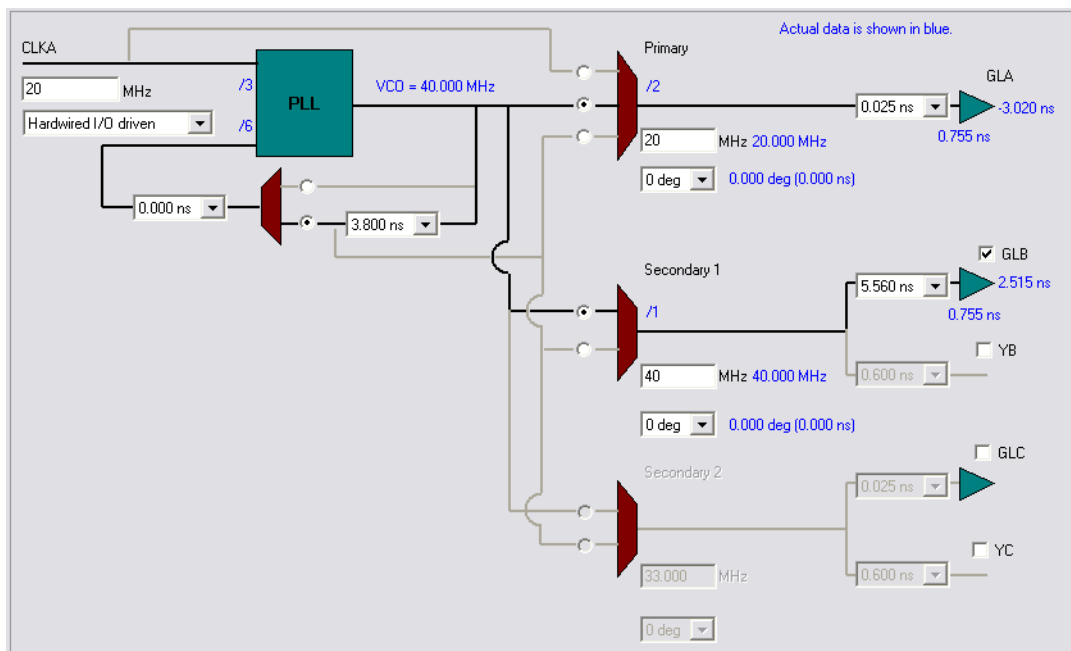 Actual data is shown in blue.
CLKA
20 MHz
Hardwired I/O driven
/3
/6
PLL
VCO = 40.000 MHz
0.000 ns
3.800 ns
Primary
/2
20 MHz 20.000 MHz
0 deg 0.000 deg (0.000 ns)
0.025 ns
GLA
-3.020 ns
0.755 ns
Secondary 1
/1
40 MHz 40.000 MHz
0 deg 0.000 deg (0.000 ns)
5.560 ns
GLB
2.515 ns
0.755 ns
YB
0.600 ns
Secondary 2
33.000 MHz
0 deg
GLC
0.025 ns
YC
0.600 ns